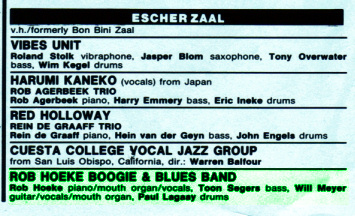 ESCHER ZAAL
v.h./formerly Bon Bini Zaal
VIBES UNIT
Roland Stolk vibraphone, Jasper Blom saxophone, Tony Overwater
bass, Wim Kegel drums
HARUMI KANEKO (vocals) from Japan
ROB AGERBEEK TRIO
Rob Agerbeek piano, Harry Emmery bass, Eric Ineke drums
RED HOLLOWAY
REIN DE GRAAFF TRIO
Rein de Graaff piano, Hein van der Geyn bass, John Engels drums
CUESTA COLLEGE VOCAL JAZZ GROUP
from San Luis Obispo, California, dir.: Warren Balfour
ROB HOEKE BOOGIE & BLUES BAND
Rob Hoeke piano/mouth organ/vocals, Toon Segers bass, Will Meyer
guitar/vocals/mouth organ, Paul Lagaay drums